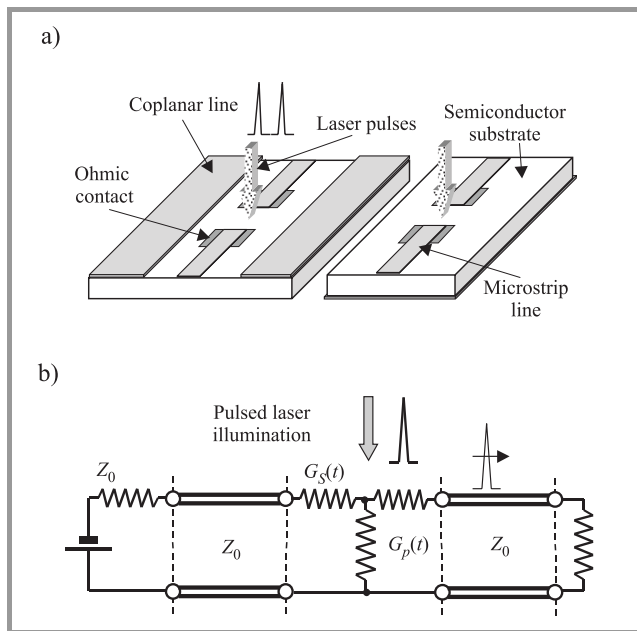 a)
Coplanar line
Laser pulses
Semiconductor
substrate
Ohmic
contact
Microstrip
line
b)
Pulsed laser
illumination
Z0
GS(t)
Z0
Gp(t)
Z0